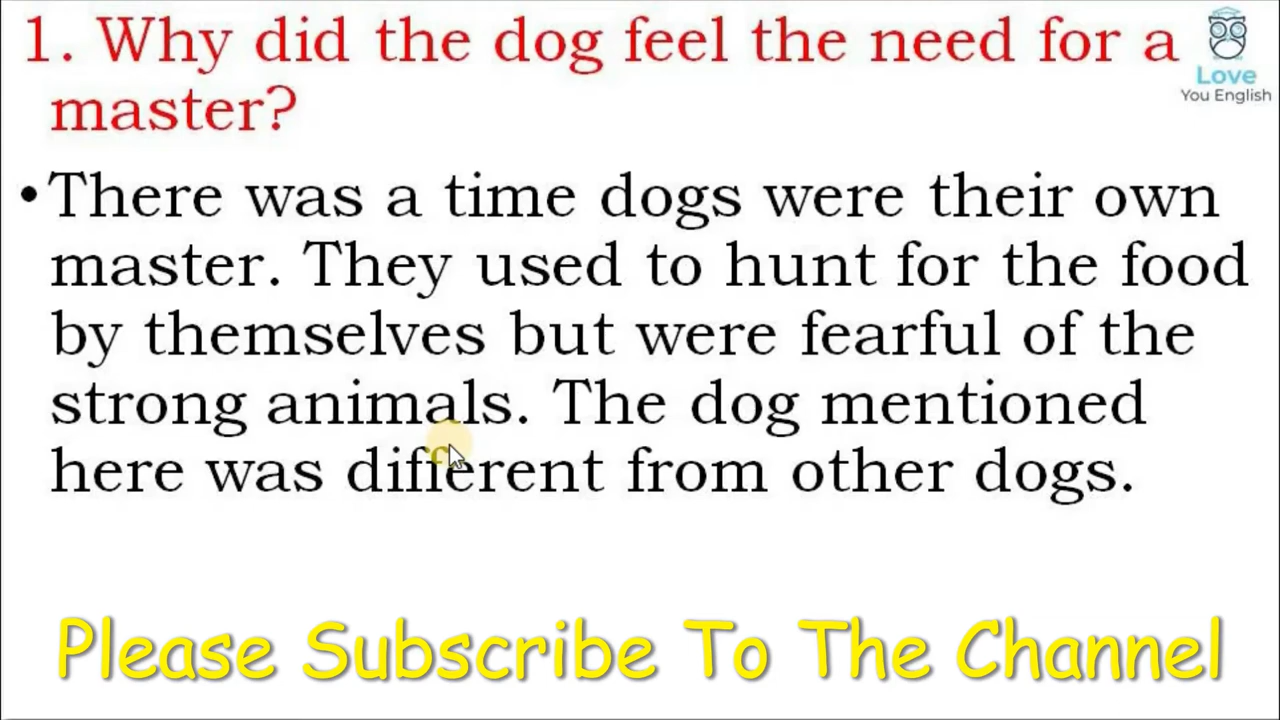 1. Why did the dog feel the need for a
master?
Love
You English
•There was a time dogs were their own
master. They used to hunt for the food
by themselves but were fearful of the
strong animals. The dog mentioned
here was different from other dogs.
Please Subscribe To The Channel